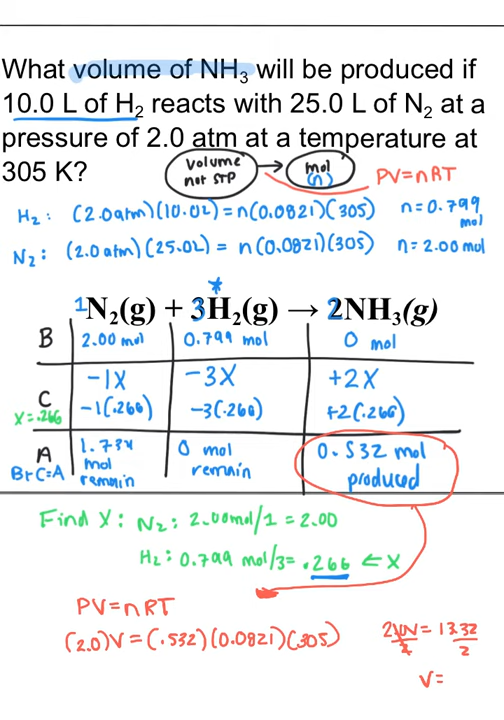 What volume of NH₃ will be produced if
10.0 L of H₂ reacts with 25.0 L of N₂ at a
pressure of 2.0 atm at a temperature at
305 K?
volume not STP → mol (n)
PV=nRT
H₂: (2.0atm)(10.0L)=n(0.0821)(305) n=0.799 mol
N₂: (2.0atm)(25.0L)=n(0.0821)(305) n=2.00 mol
*
1N₂(g) + 3H₂(g) → 2NH₃(g)
B 2.00 mol 0.799 mol 0 mol
C -1X -3X +2X
X=.266 -1(.266) -3(.266) +2(.266)
A 1.734 mol remain 0 mol remain 0.532 mol produced
B+C=A
Find X: N₂: 2.00mol/1 = 2.00
H₂: 0.799 mol/3= .266 ← X
PV=nRT
(2.0)V=(.532)(0.0821)(305) = 13.32
2 2
V=